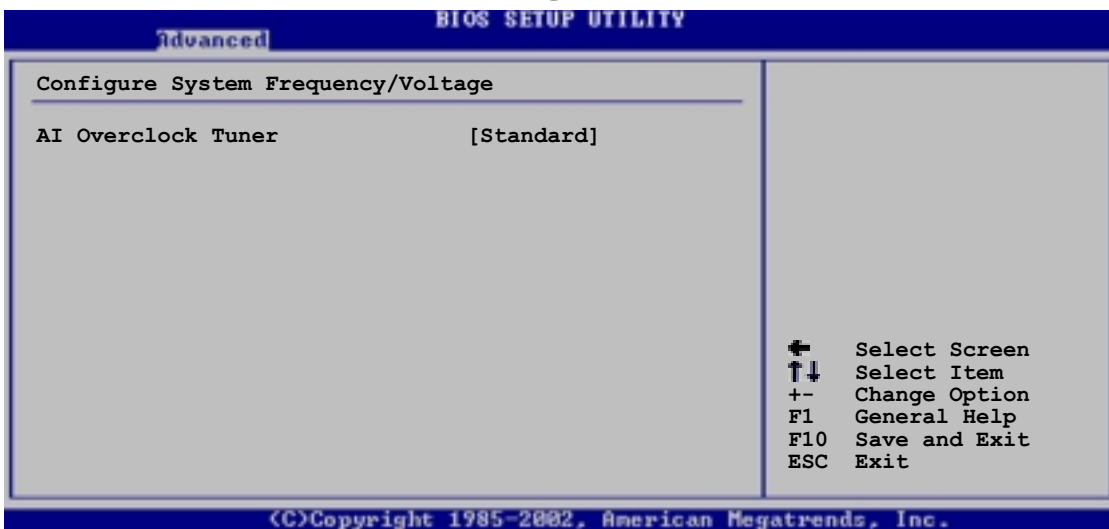 BIOS SETUP UTILITY
Advanced
Configure System Frequency/Voltage
AI Overclock Tuner [Standard]
← Select Screen
↑↓ Select Item
+- Change Option
F1 General Help
F10 Save and Exit
ESC Exit
(C)Copyright 1985-2002, American Megatrends, Inc.